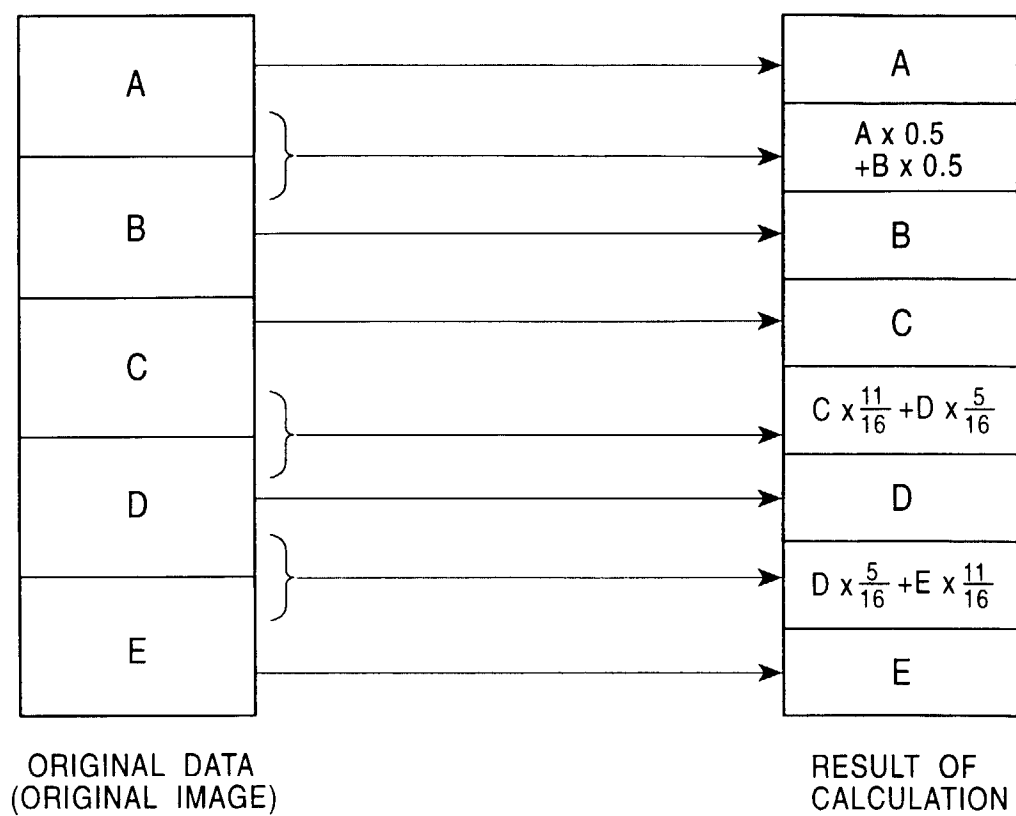 A
B
C
D
E
ORIGINAL DATA
(ORIGINAL IMAGE)
A
A x 0.5
+B x 0.5
B
C
C x 11/16 +D x 5/16
D
D x 5/16 +E x 11/16
E
RESULT OF
CALCULATION